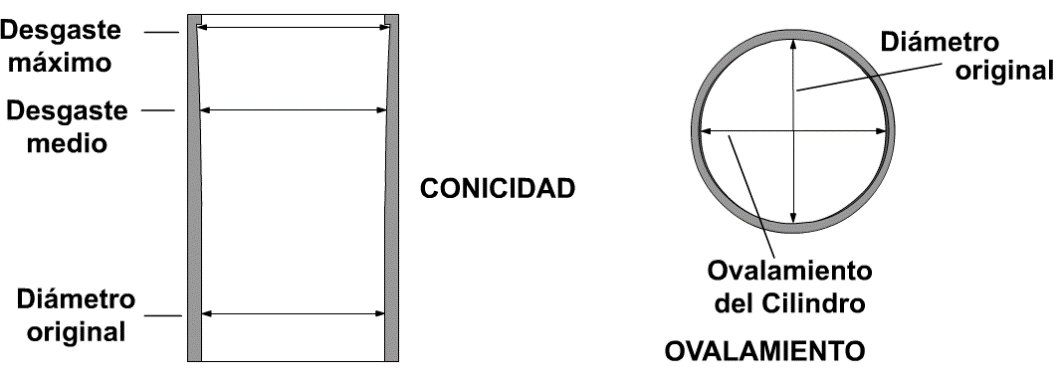 Desgaste
máximo
Desgaste
medio
Diámetro
original
CONICIDAD
Diámetro
original
Ovalamiento
del Cilindro
OVALAMIENTO